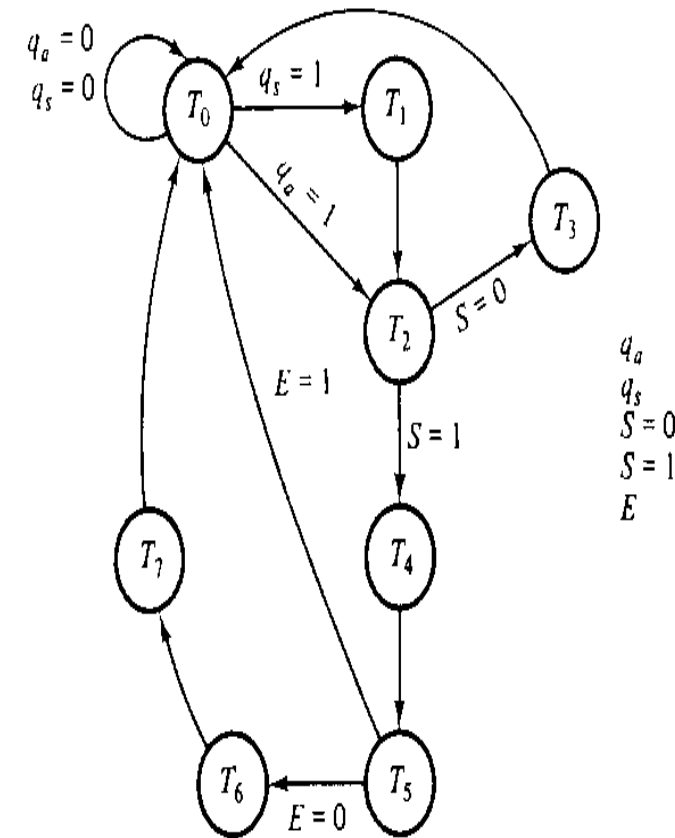 q_a = 0
q_s = 0
T_0
q_s = 1
T_1
q_a = 1
T_3
T_2
S = 0
E = 1
S = 1
T_4
T_7
T_6
E = 0
T_5
q_a
q_s
S = 0
S = 1
E